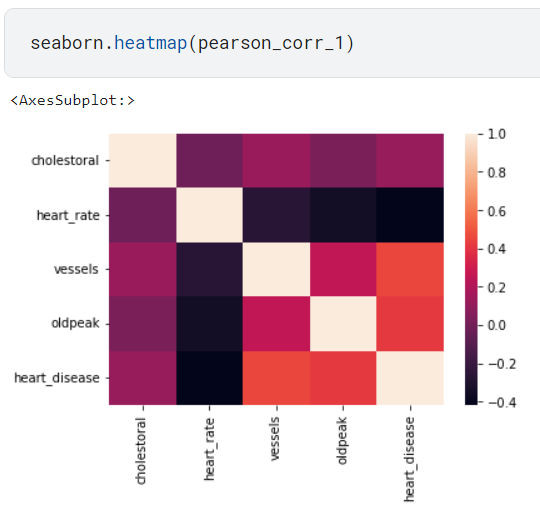 seaborn.heatmap(pearson_corr_1)
<AxesSubplot:>
cholestoral
heart_rate
vessels
oldpeak
heart_disease
cholestoral
heart_rate
vessels
oldpeak
heart_disease
1.0
0.8
0.6
0.4
0.2
0.0
−0.2
−0.4